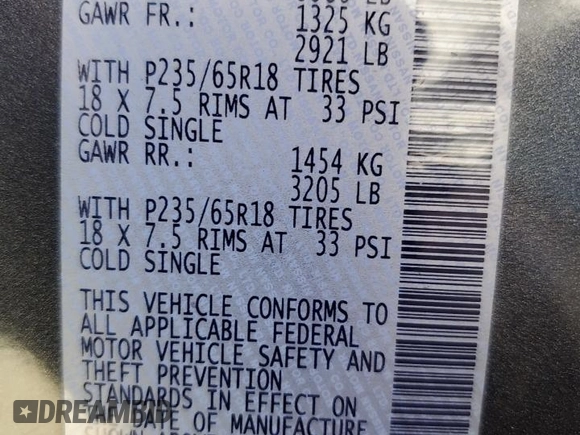 GAWR FR.: 1325 KG
2921 LB
WITH P235/65R18 TIRES
18 X 7.5 RIMS AT 33 PSI
COLD SINGLE
GAWR RR.: 1454 KG
3205 LB
WITH P235/65R18 TIRES
18 X 7.5 RIMS AT 33 PSI
COLD SINGLE
THIS VEHICLE CONFORMS TO
ALL APPLICABLE FEDERAL
MOTOR VEHICLE SAFETY AND
THEFT PREVENTION
STANDARDS IN EFFECT ON
DATE OF MANUFACTURE
DREAMBID